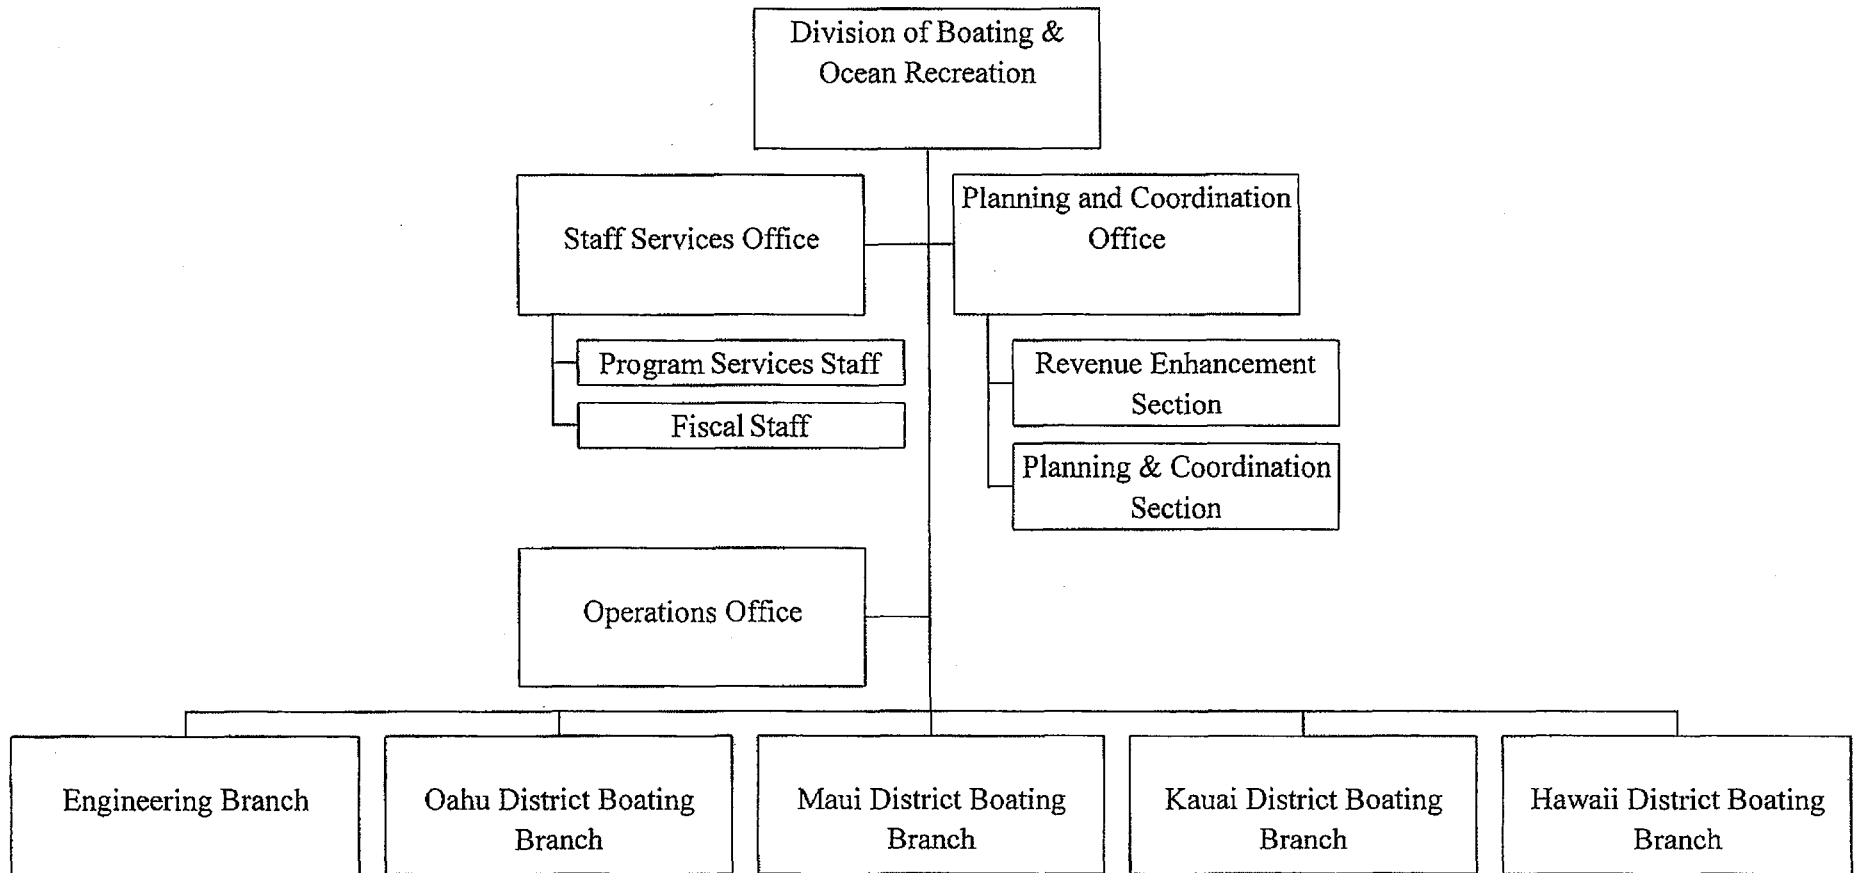 Division of Boating &
Ocean Recreation
Staff Services Office
Planning and Coordination
Office
Program Services Staff
Fiscal Staff
Revenue Enhancement
Section
Planning & Coordination
Section
Operations Office
Engineering Branch
Oahu District Boating
Branch
Maui District Boating
Branch
Kauai District Boating
Branch
Hawaii District Boating
Branch